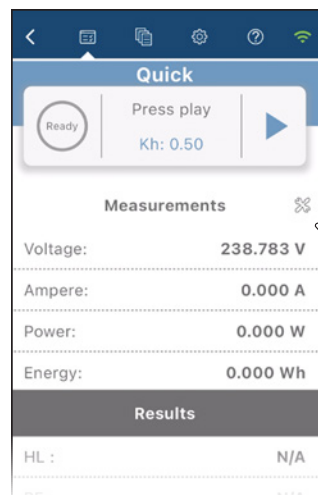 Quick
Ready
Press play
Kh: 0.50
Measurements
Voltage: 238.783 V
Ampere: 0.000 A
Power: 0.000 W
Energy: 0.000 Wh
Results
HL : N/A